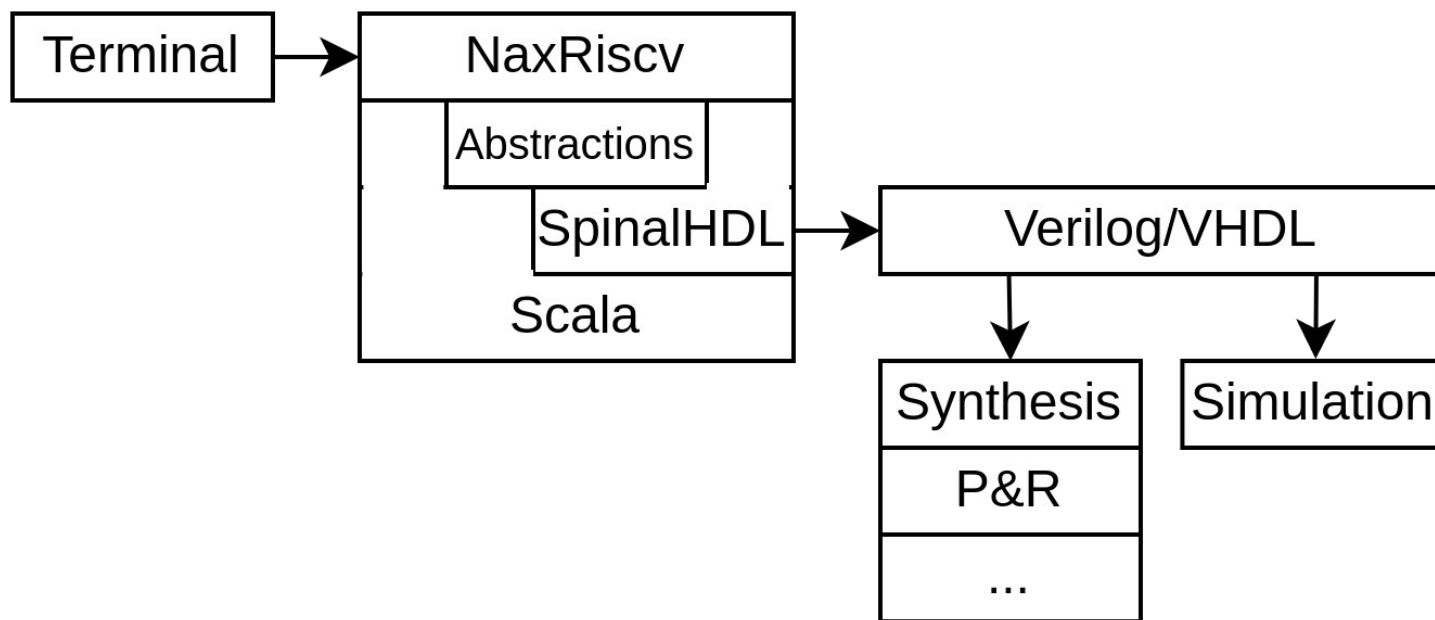 Terminal
NaxRiscv
Abstractions
SpinalHDL
Scala
Verilog/VHDL
Synthesis
Simulation
P&R
...